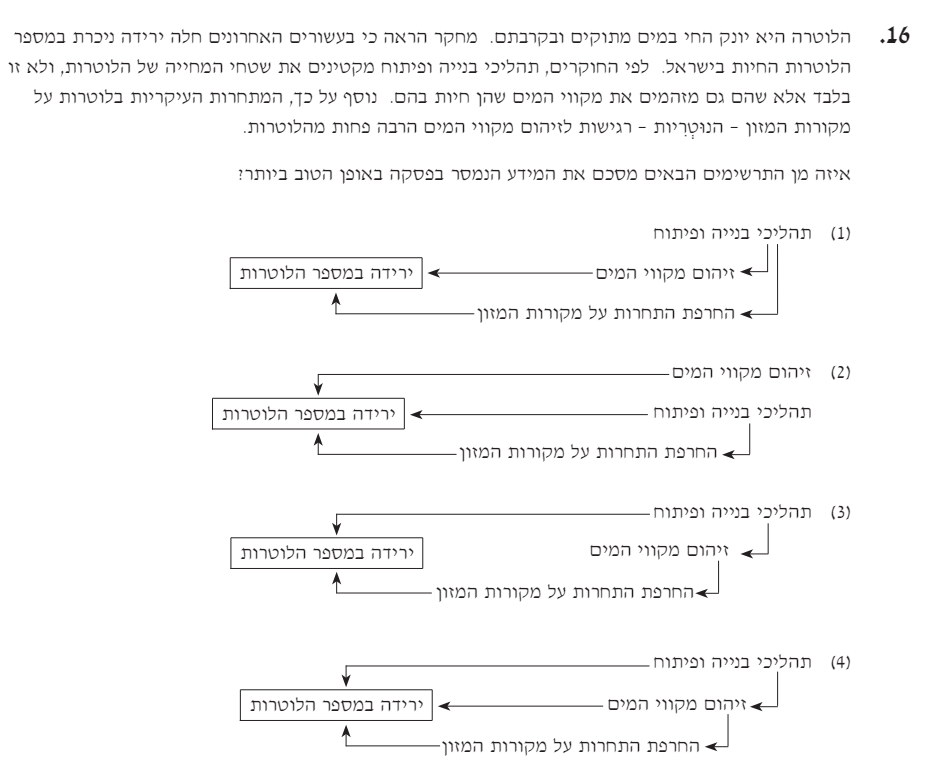 16. הלוטרה היא יונק החי במים מתוקים ובקרבתם. מחקר הראה כי בעשורים האחרונים חלה ירידה ניכרת במספר
הלוטרות החיות בישראל. לפי החוקרים, תהליכי בנייה ופיתוח מקטינים את שטחי המחייה של הלוטרות, ולא זו
בלבד אלא שהם גם מזהמים את מקווי המים שהן חיות בהם. נוסף על כך, המתחרות העיקריות בלוטרות על
מקורות המזון – הנוּטְרִיות – רגישות לזיהום מקווי המים הרבה פחות מהלוטרות.
איזה מן התרשימים הבאים מסכם את המידע הנמסר בפסקה באופן הטוב ביותר?
(1) תהליכי בנייה ופיתוח
זיהום מקווי המים
ירידה במספר הלוטרות
החרפת התחרות על מקורות המזון
(2) זיהום מקווי המים
תהליכי בנייה ופיתוח
ירידה במספר הלוטרות
החרפת התחרות על מקורות המזון
(3) תהליכי בנייה ופיתוח
זיהום מקווי המים
ירידה במספר הלוטרות
החרפת התחרות על מקורות המזון
(4) תהליכי בנייה ופיתוח
זיהום מקווי המים
ירידה במספר הלוטרות
החרפת התחרות על מקורות המזון